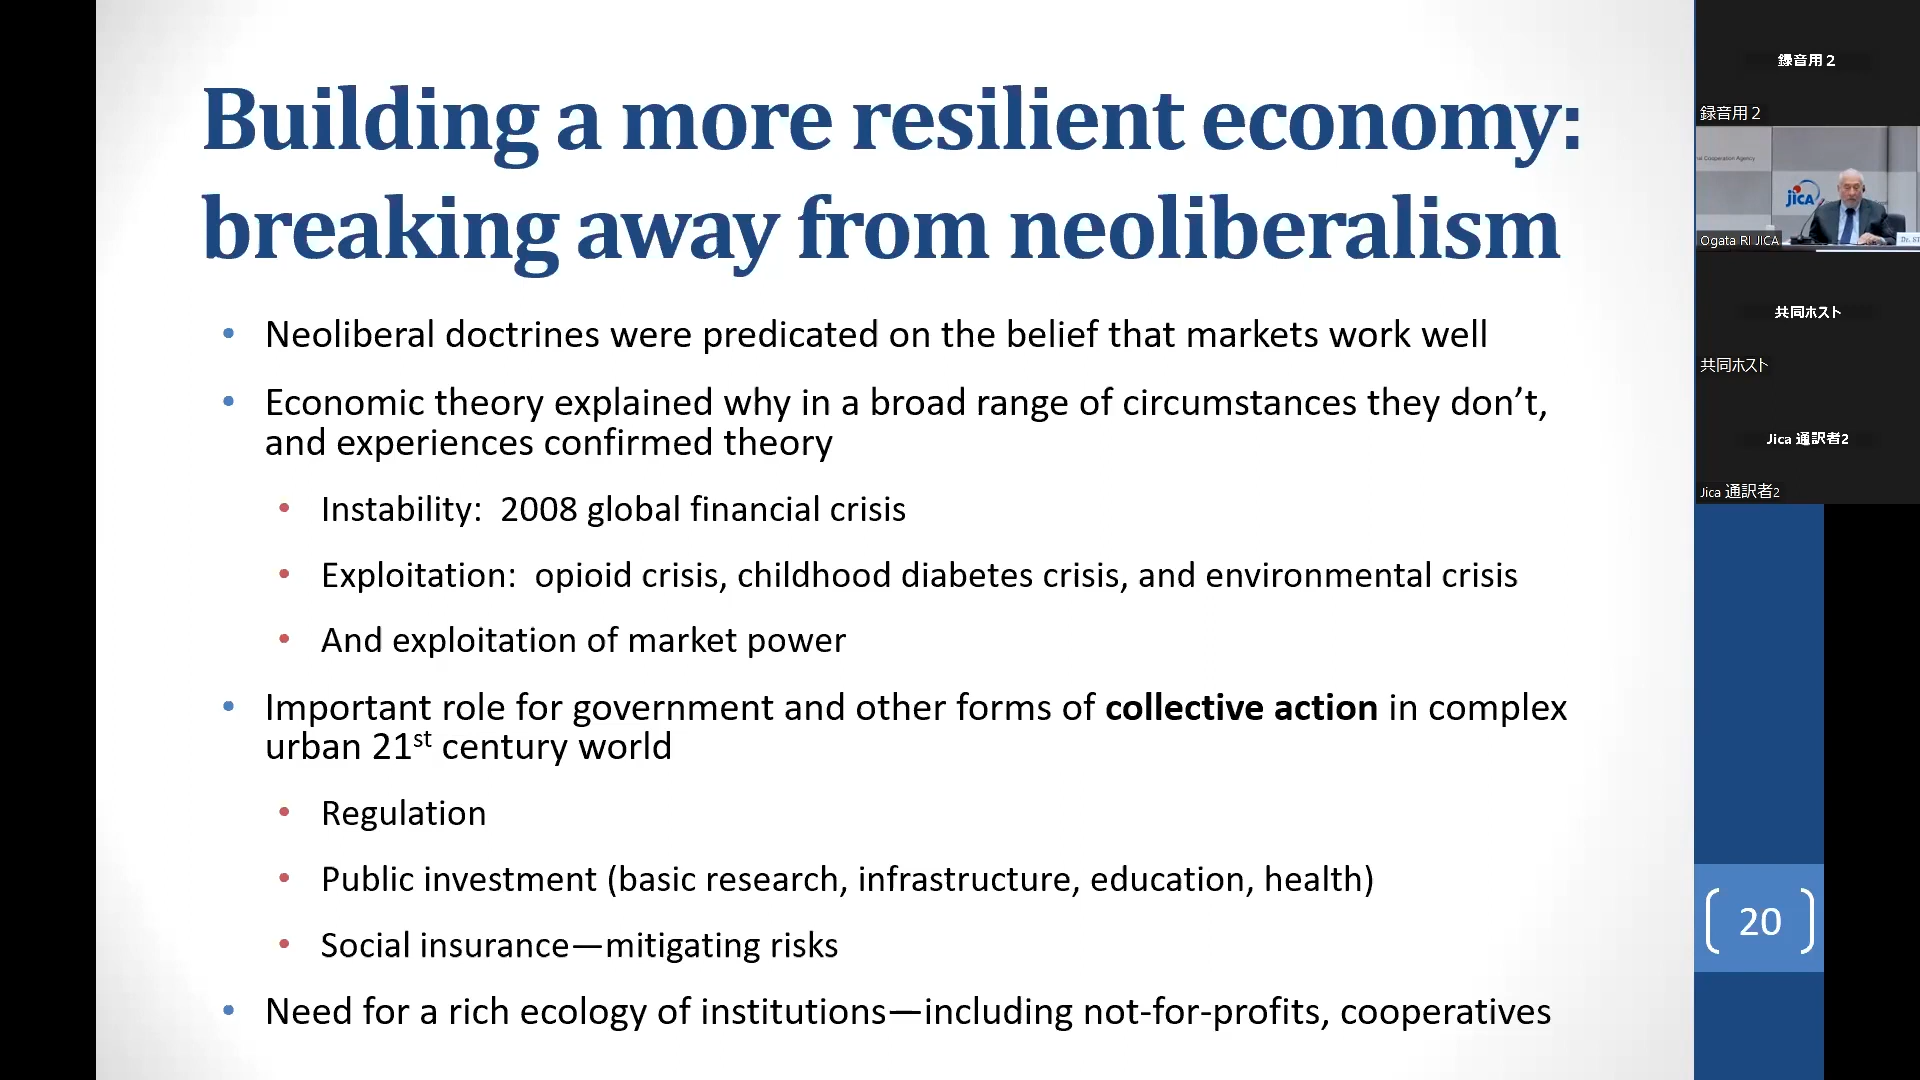 Building a more resilient economy:
breaking away from neoliberalism
• Neoliberal doctrines were predicated on the belief that markets work well
• Economic theory explained why in a broad range of circumstances they don’t,
and experiences confirmed theory
• Instability:  2008 global financial crisis
• Exploitation:  opioid crisis, childhood diabetes crisis, and environmental crisis
• And exploitation of market power
• Important role for government and other forms of collective action in complex
urban 21st century world
• Regulation
• Public investment (basic research, infrastructure, education, health)
• Social insurance—mitigating risks
• Need for a rich ecology of institutions—including not-for-profits, cooperatives
録音用２
録音用２
Cooperation Agency
JICA
Ogata RI JICA
Dr.
共同ホスト
共同ホスト
Jica 通訳者2
Jica 通訳者2
20